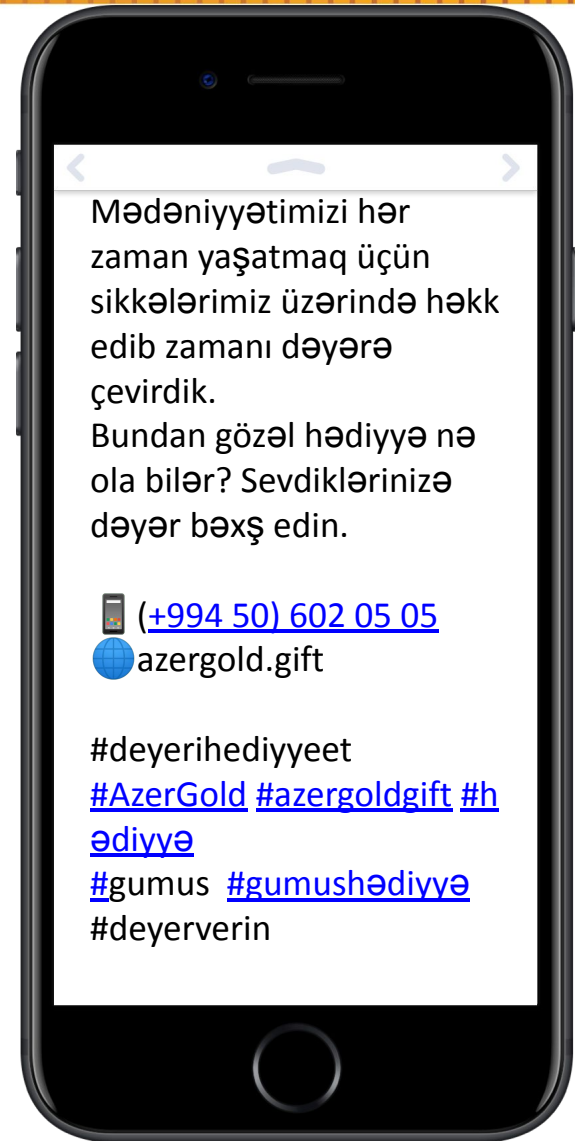 Mədəniyyətimizi hər
zaman yaşatmaq üçün
sikkələrimiz üzərində həkk
edib zamanı dəyərə
çevirdik.
Bundan gözəl hədiyyə nə
ola bilər? Sevdiklərinizə
dəyər bəxş edin.
(+994 50) 602 05 05
azergold.gift
#deyerihediyyeet
#AzerGold #azergoldgift #h
ədiyyə
#gumus #gumushədiyyə
#deyerverin